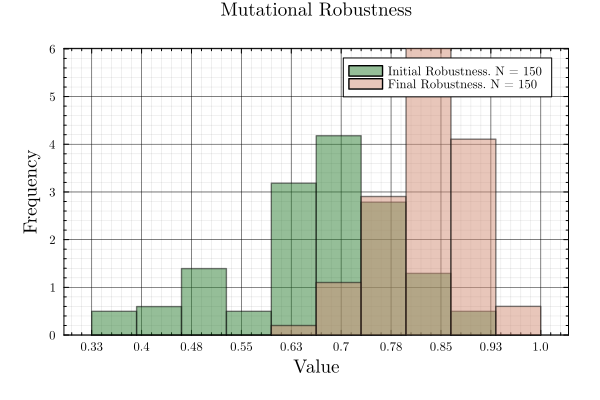 Mutational Robustness
Initial Robustness. N = 150
Final Robustness. N = 150
Frequency
6
5
4
3
2
1
0
0.33 0.4 0.48 0.55 0.63 0.7 0.78 0.85 0.93 1.0
Value